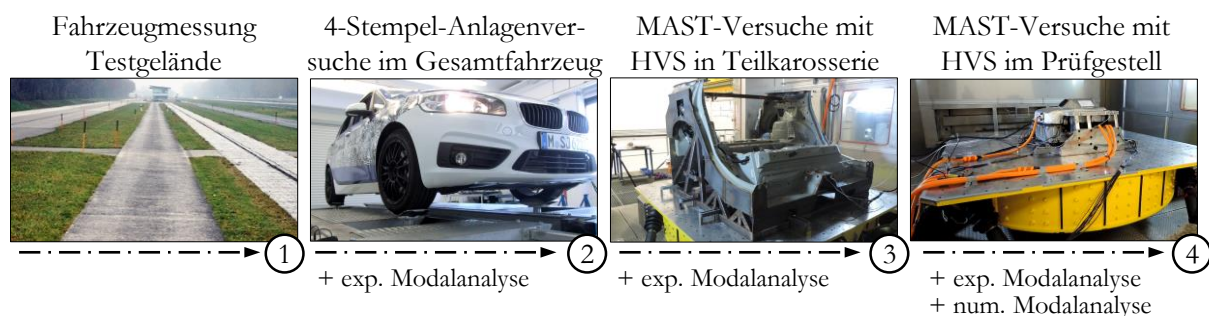 Fahrzeugmessung
Testgelände
4-Stempel-Anlagenver-
suche im Gesamtfahrzeug
MAST-Versuche mit
HVS in Teilkarosserie
MAST-Versuche mit
HVS im Prüfgestell
1
2
3
4
+ exp. Modalanalyse
+ exp. Modalanalyse
+ exp. Modalanalyse
+ num. Modalanalyse